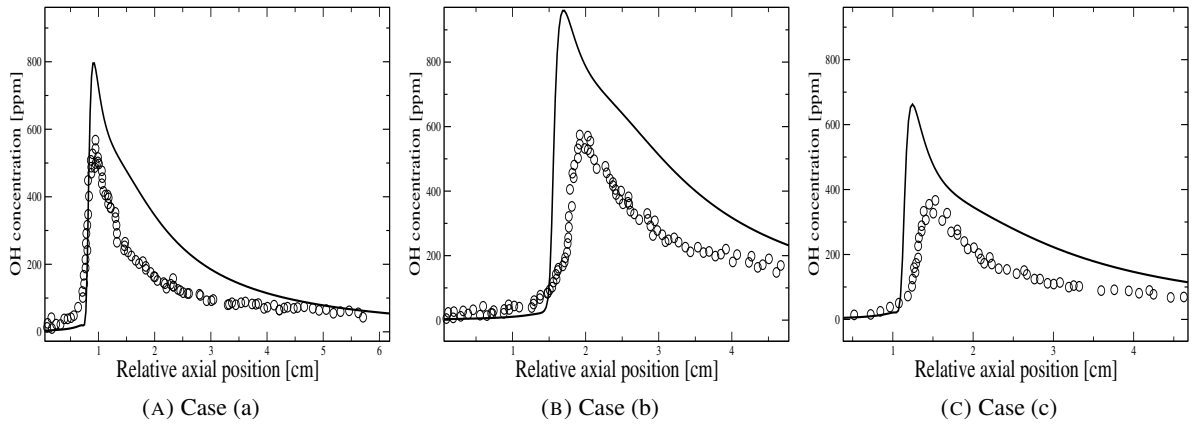 OH concentration [ppm]
800
600
400
200
0
1 2 3 4 5 6
Relative axial position [cm]
(A) Case (a)
OH concentration [ppm]
800
600
400
200
0
1 2 3 4
Relative axial position [cm]
(B) Case (b)
OH concentration [ppm]
800
600
400
200
0
1 2 3 4
Relative axial position [cm]
(C) Case (c)